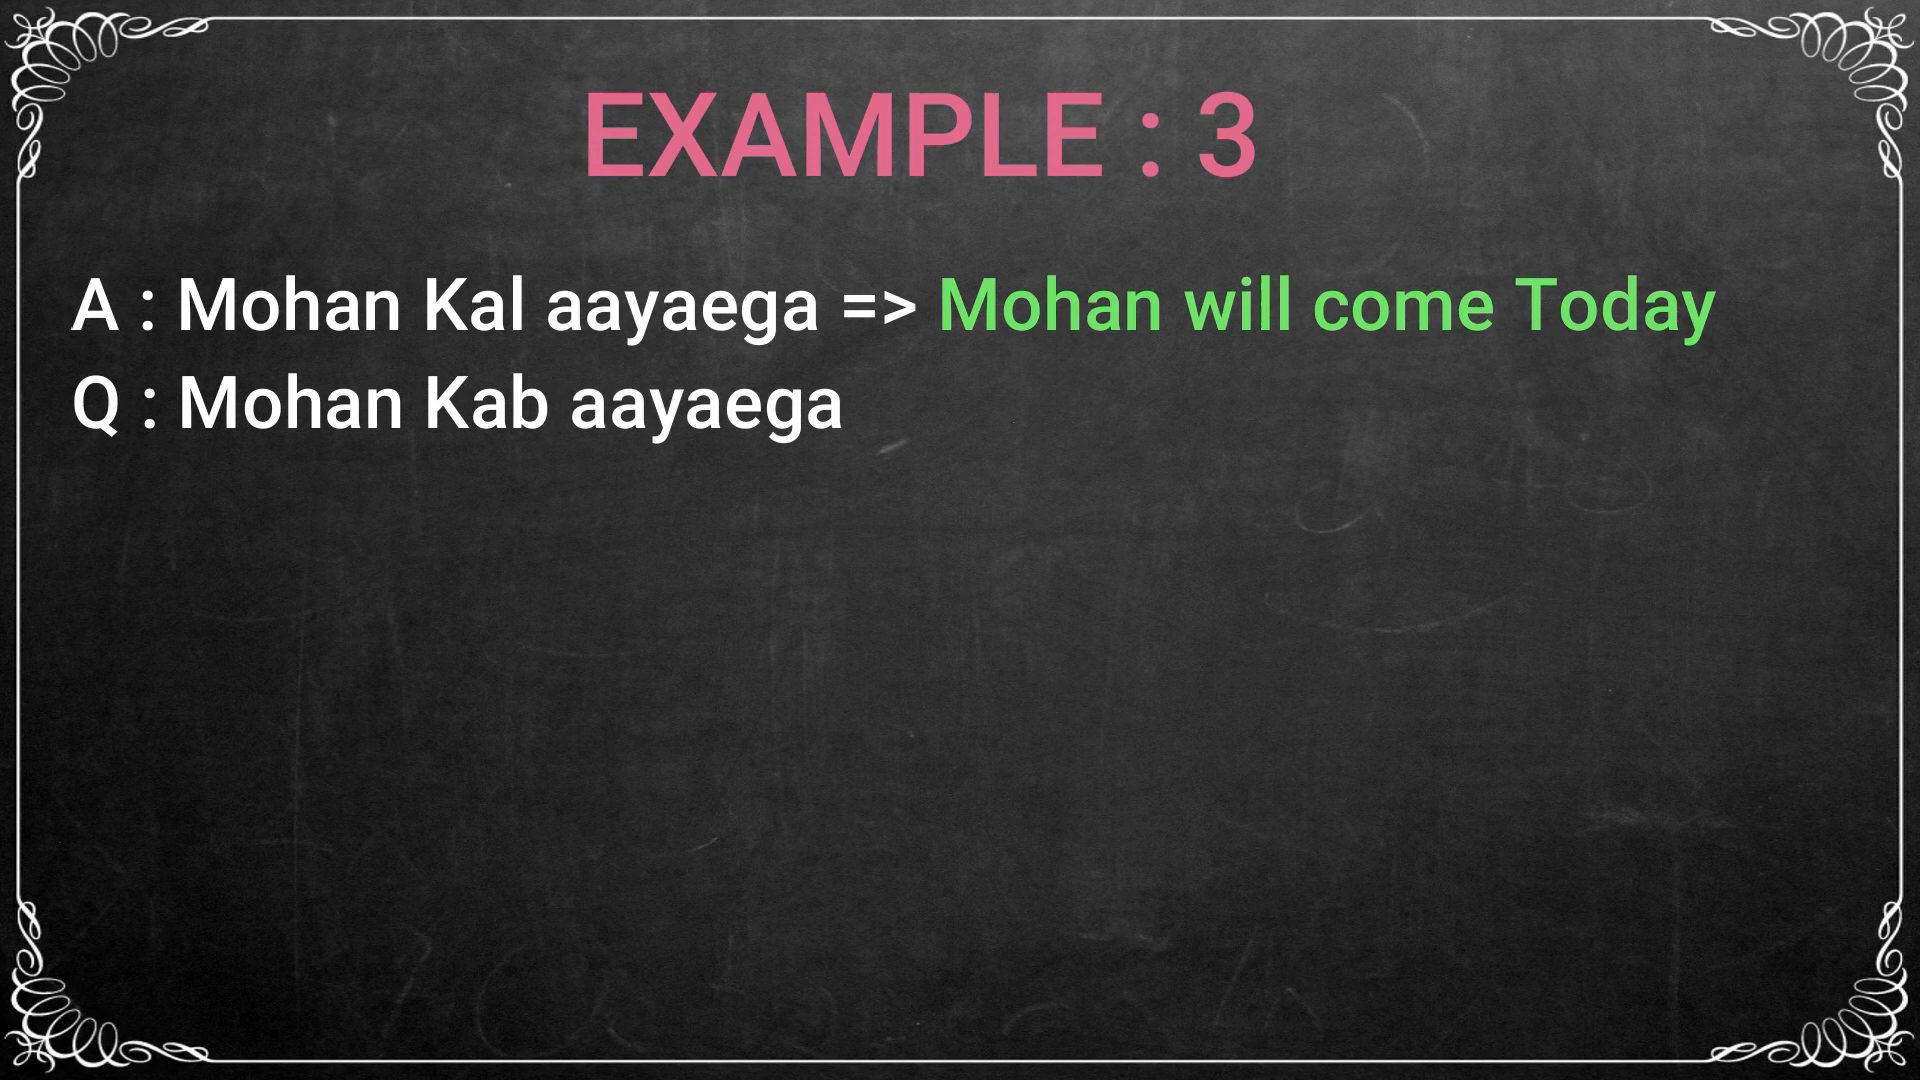 EXAMPLE : 3
A : Mohan Kal aayaega => Mohan will come Today
Q : Mohan Kab aayaega